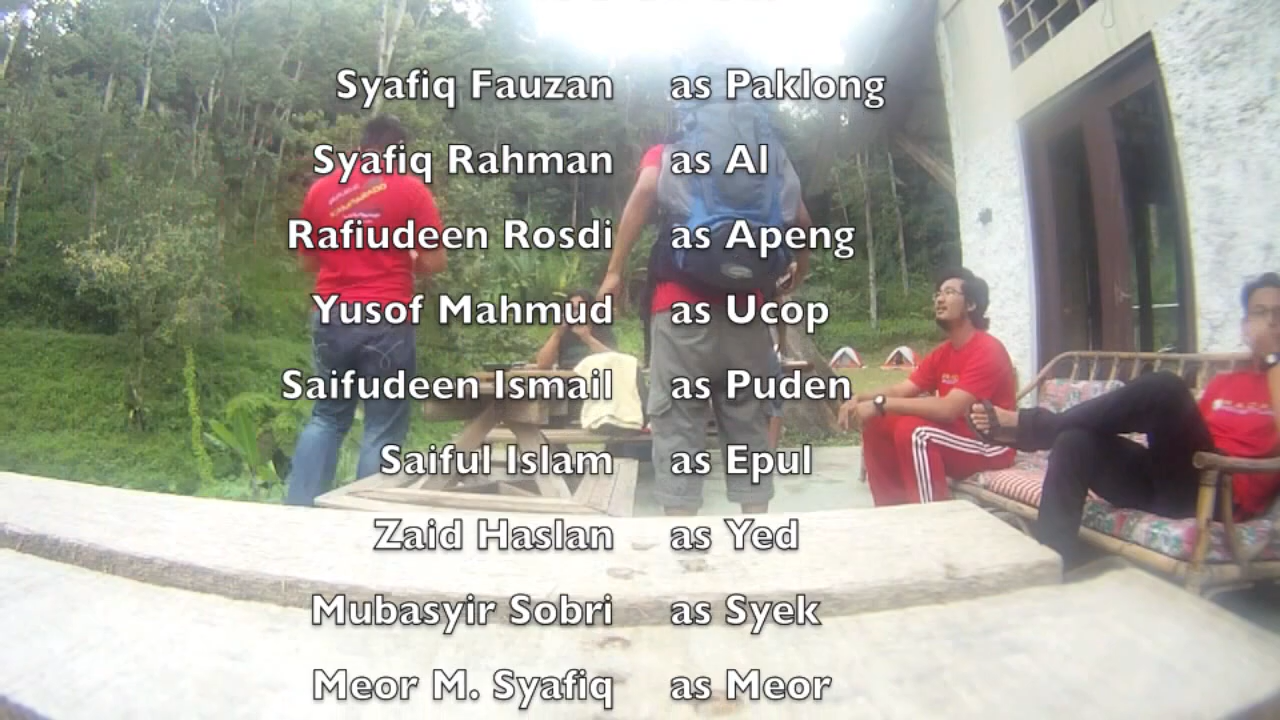 Syafiq Fauzan as Paklong
Syafiq Rahman as Al
Rafiudeen Rosdi as Apeng
Yusof Mahmud as Ucop
Saifudeen Ismail as Puden
Saiful Islam as Epul
Zaid Haslan as Yed
Mubasyir Sobri as Syek
Meor M. Syafiq as Meor